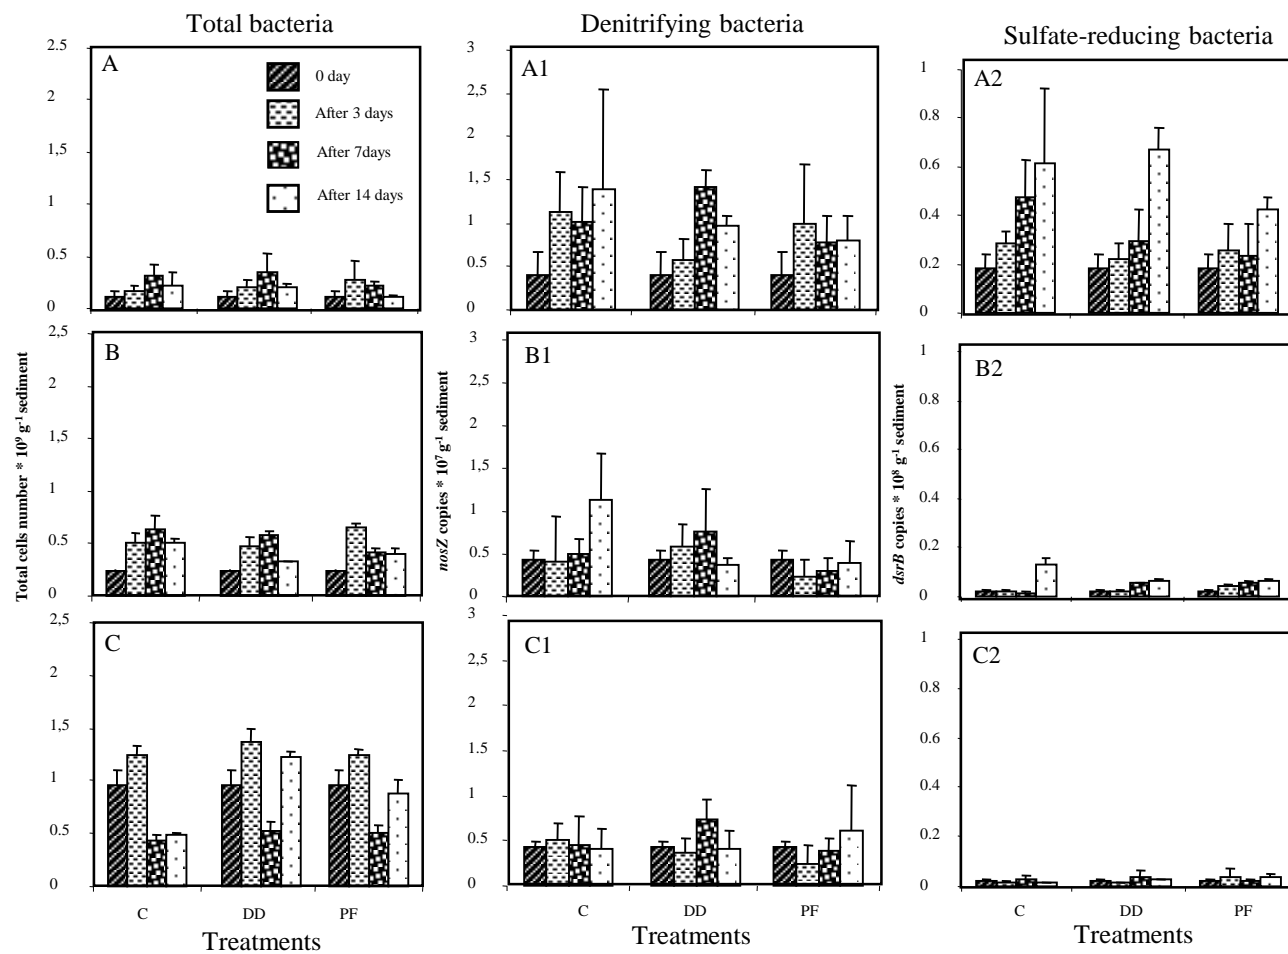 Total bacteria
Denitrifying bacteria
Sulfate-reducing bacteria
A
2.5
2
1,5
1
0.5
0
0 day
After 3 days
After 7days
After 14 days
A1
3
2,5
2
1, 5
1
0.5
0
A2
1
0.8
0.6
0.4
0.2
0
Total cells number * 10⁹ g⁻¹ sediment
B
2.5
2
1,5
1
0.5
0
nosZ copies * 10⁷ g⁻¹ sediment
B1
3
2,5
2
1,5
1
0.5
0
dsrB copies * 10⁸ g⁻¹ sediment
B2
1
0.8
0.6
0.4
0.2
0
C
2.5
2
1,5
1
0.5
0
C1
3
2,5
2
1.5
1
0.5
0
C2
1
0.8
0.6
0.4
0.2
0
C DD PF
C DD PF
C DD PF
Treatments
Treatments
Treatments